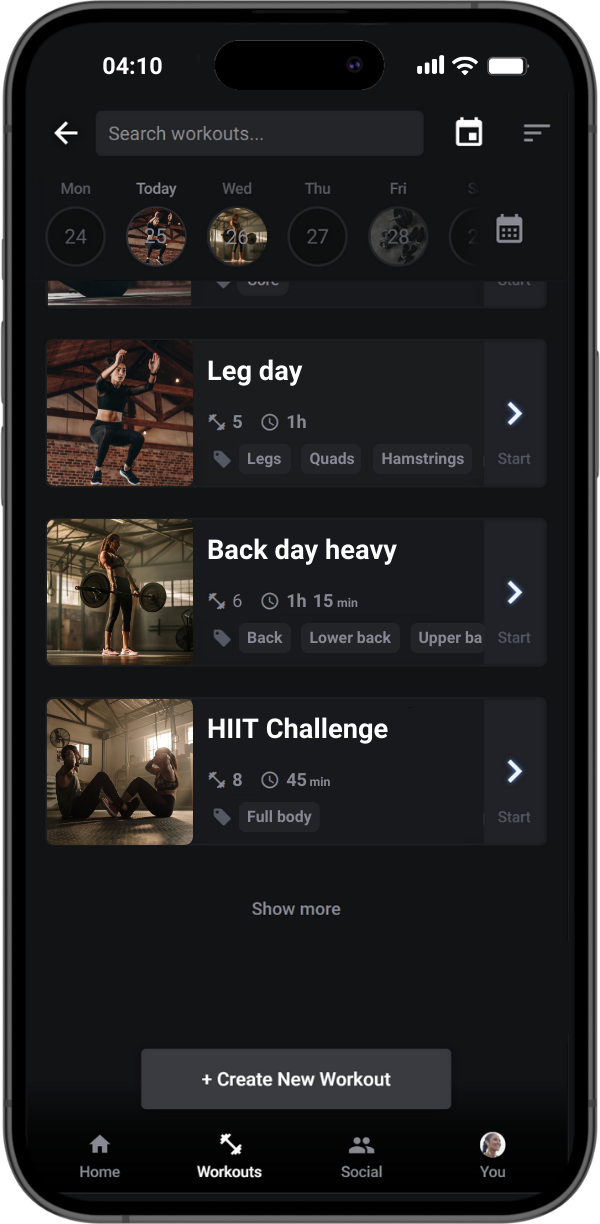 04:10
Search workouts...
Mon Today Wed Thu Fri S
24 25 26 27 28 2
Core Start
Leg day
5 1h
Legs Quads Hamstrings Start
Back day heavy
6 1h 15 min
Back Lower back Upper ba Start
HIIT Challenge
8 45 min
Full body Start
Show more
+ Create New Workout
Home Workouts Social You